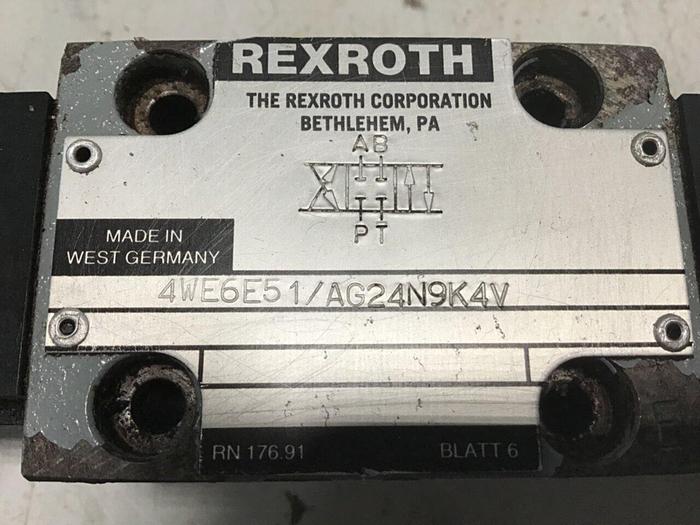 REXROTH
THE REXROTH CORPORATION
BETHLEHEM, PA
AB
PT
MADE IN
WEST GERMANY
4WE6E51/AG24N9K4V
RN 176.91 BLATT 6